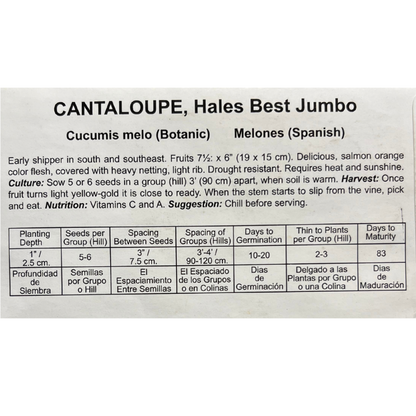 CANTALOUPE, Hales Best Jumbo
Cucumis melo (Botanic) Melones (Spanish)
Early shipper in south and southeast. Fruits 7½: x 6” (19 x 15 cm). Delicious, salmon orange
color flesh, covered with heavy netting, light rib. Drought resistant. Requires heat and sunshine.
Culture: Sow 5 or 6 seeds in a group (hill) 3’ (90 cm) apart, when soil is warm. Harvest: Once
fruit turns light yellow-gold it is close to ready. When the stem starts to slip from the vine, pick
and eat. Nutrition: Vitamins C and A. Suggestion: Chill before serving.
Planting Depth Seeds per Group (Hill) Spacing Between Seeds Spacing of Groups (Hills) Days to Germination Thin to Plants per Group (Hill) Days to Maturity
1” / 2.5 cm. 5-6 3” / 7.5 cm. 3’-4’ / 90-120 cm. 10-20 2-3 83
Profundidad de Siembra Semillas por Grupo o Hill El Espaciamiento Entre Semillas El Espaciado de los Grupos o en Colinas Dias de Germinación Delgado a las Plantas por Grupo o una Colina Dias de Maduración